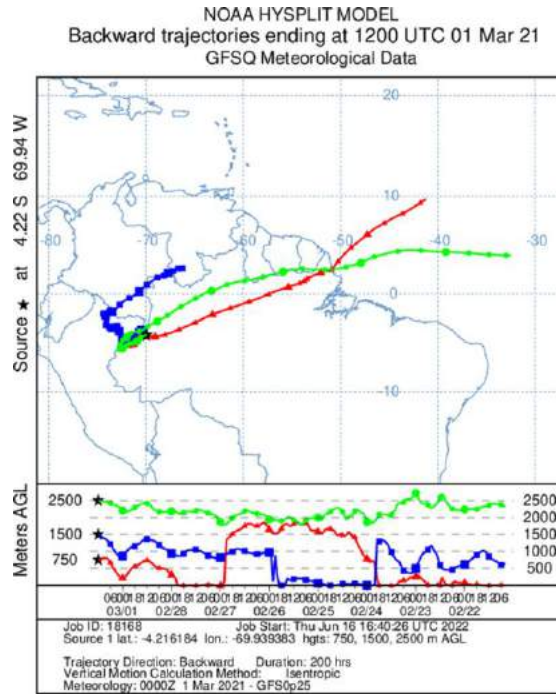 NOAA HYSPLIT MODEL
Backward trajectories ending at 1200 UTC 01 Mar 21
GFSQ Meteorological Data
Source ★ at 4.22 S 69.94 W
20
10
-80 -70 -60 -50 -40 -30
0
-10
Meters AGL
2500 2500
2000
1500 1500
1000
750 500
03/01 02/28 02/27 02/26 02/25 02/24 02/23 02/22
Job ID: 18168 Job Start: Thu Jun 16 16:40:26 UTC 2022
Source 1 lat.: -4.216184 lon.: -69.939383 hgts: 750, 1500, 2500 m AGL
Trajectory Direction: Backward Duration: 200 hrs
Vertical Motion Calculation Method: Isentropic
Meteorology: 0000Z 1 Mar 2021 - GFS0p25